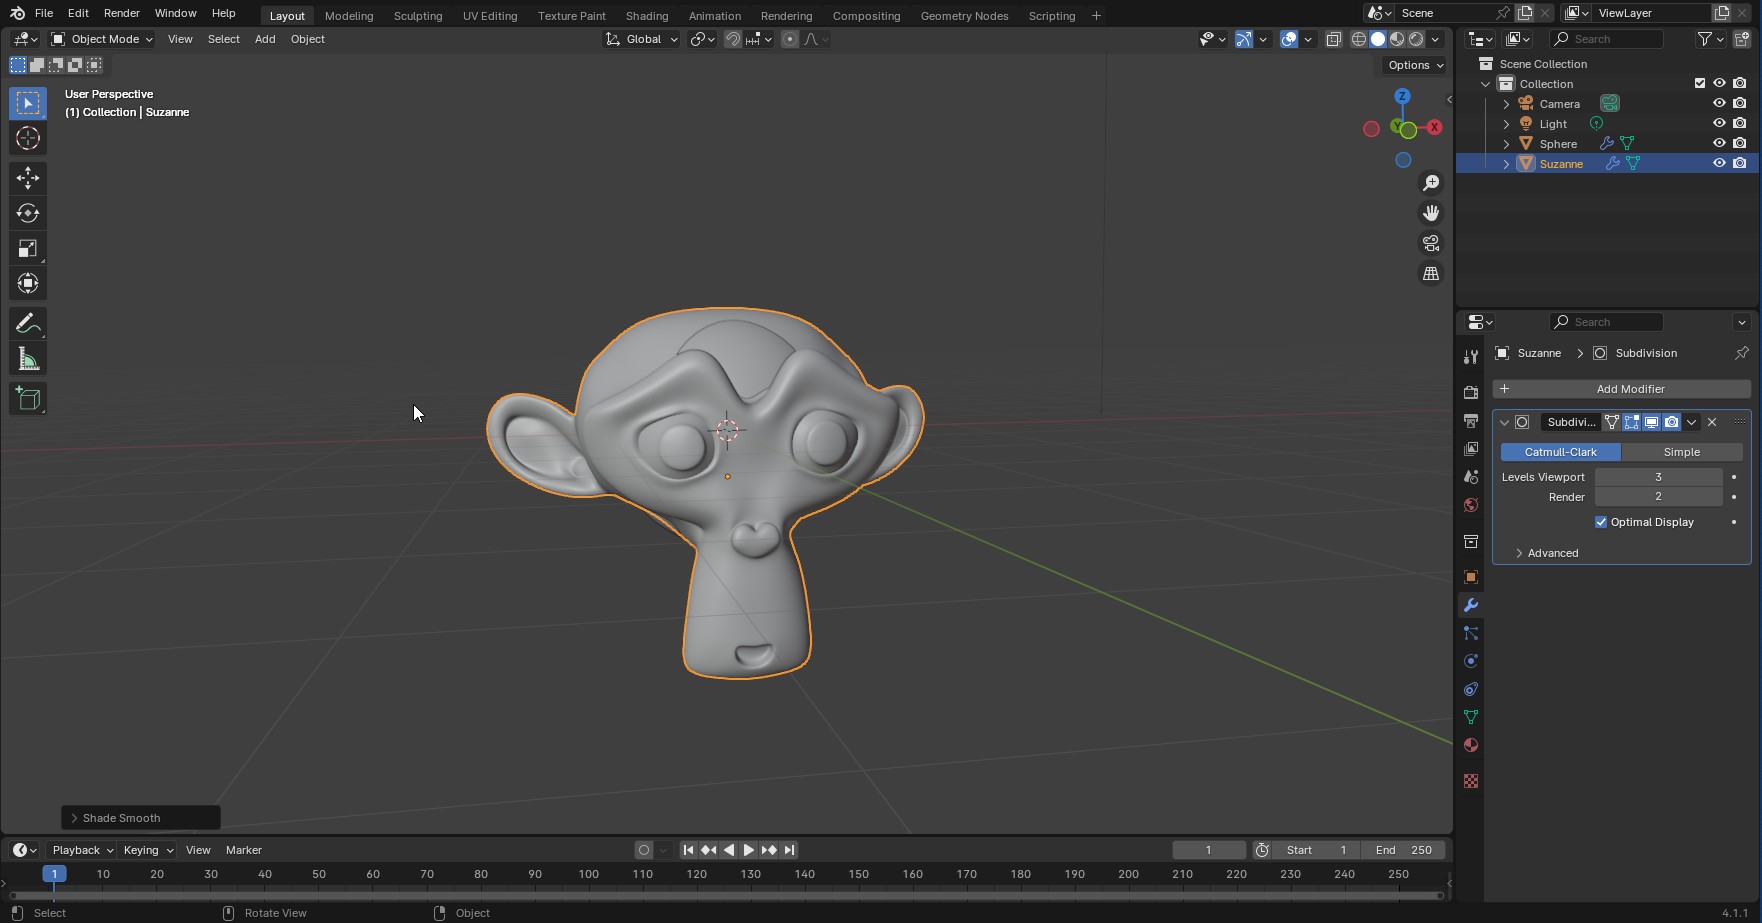 File Edit Render Window Help Layout Modeling Sculpting UV Editing Texture Paint Shading Animation Rendering Compositing Geometry Nodes Scripting + Scene ViewLayer
Object Mode View Select Add Object Global Search
Options
User Perspective
(1) Collection | Suzanne
Z
Y X
Scene Collection
Collection
Camera
Light
Sphere
Suzanne
Search
Suzanne > Subdivision
+ Add Modifier
Subdivi...
Catmull-Clark Simple
Levels Viewport 3
Render 2
Optimal Display
Advanced
Shade Smooth
Playback Keying View Marker 1 Start 1 End 250
1 10 20 30 40 50 60 70 80 90 100 110 120 130 140 150 160 170 180 190 200 210 220 230 240 250
Select Rotate View Object 4.1.1